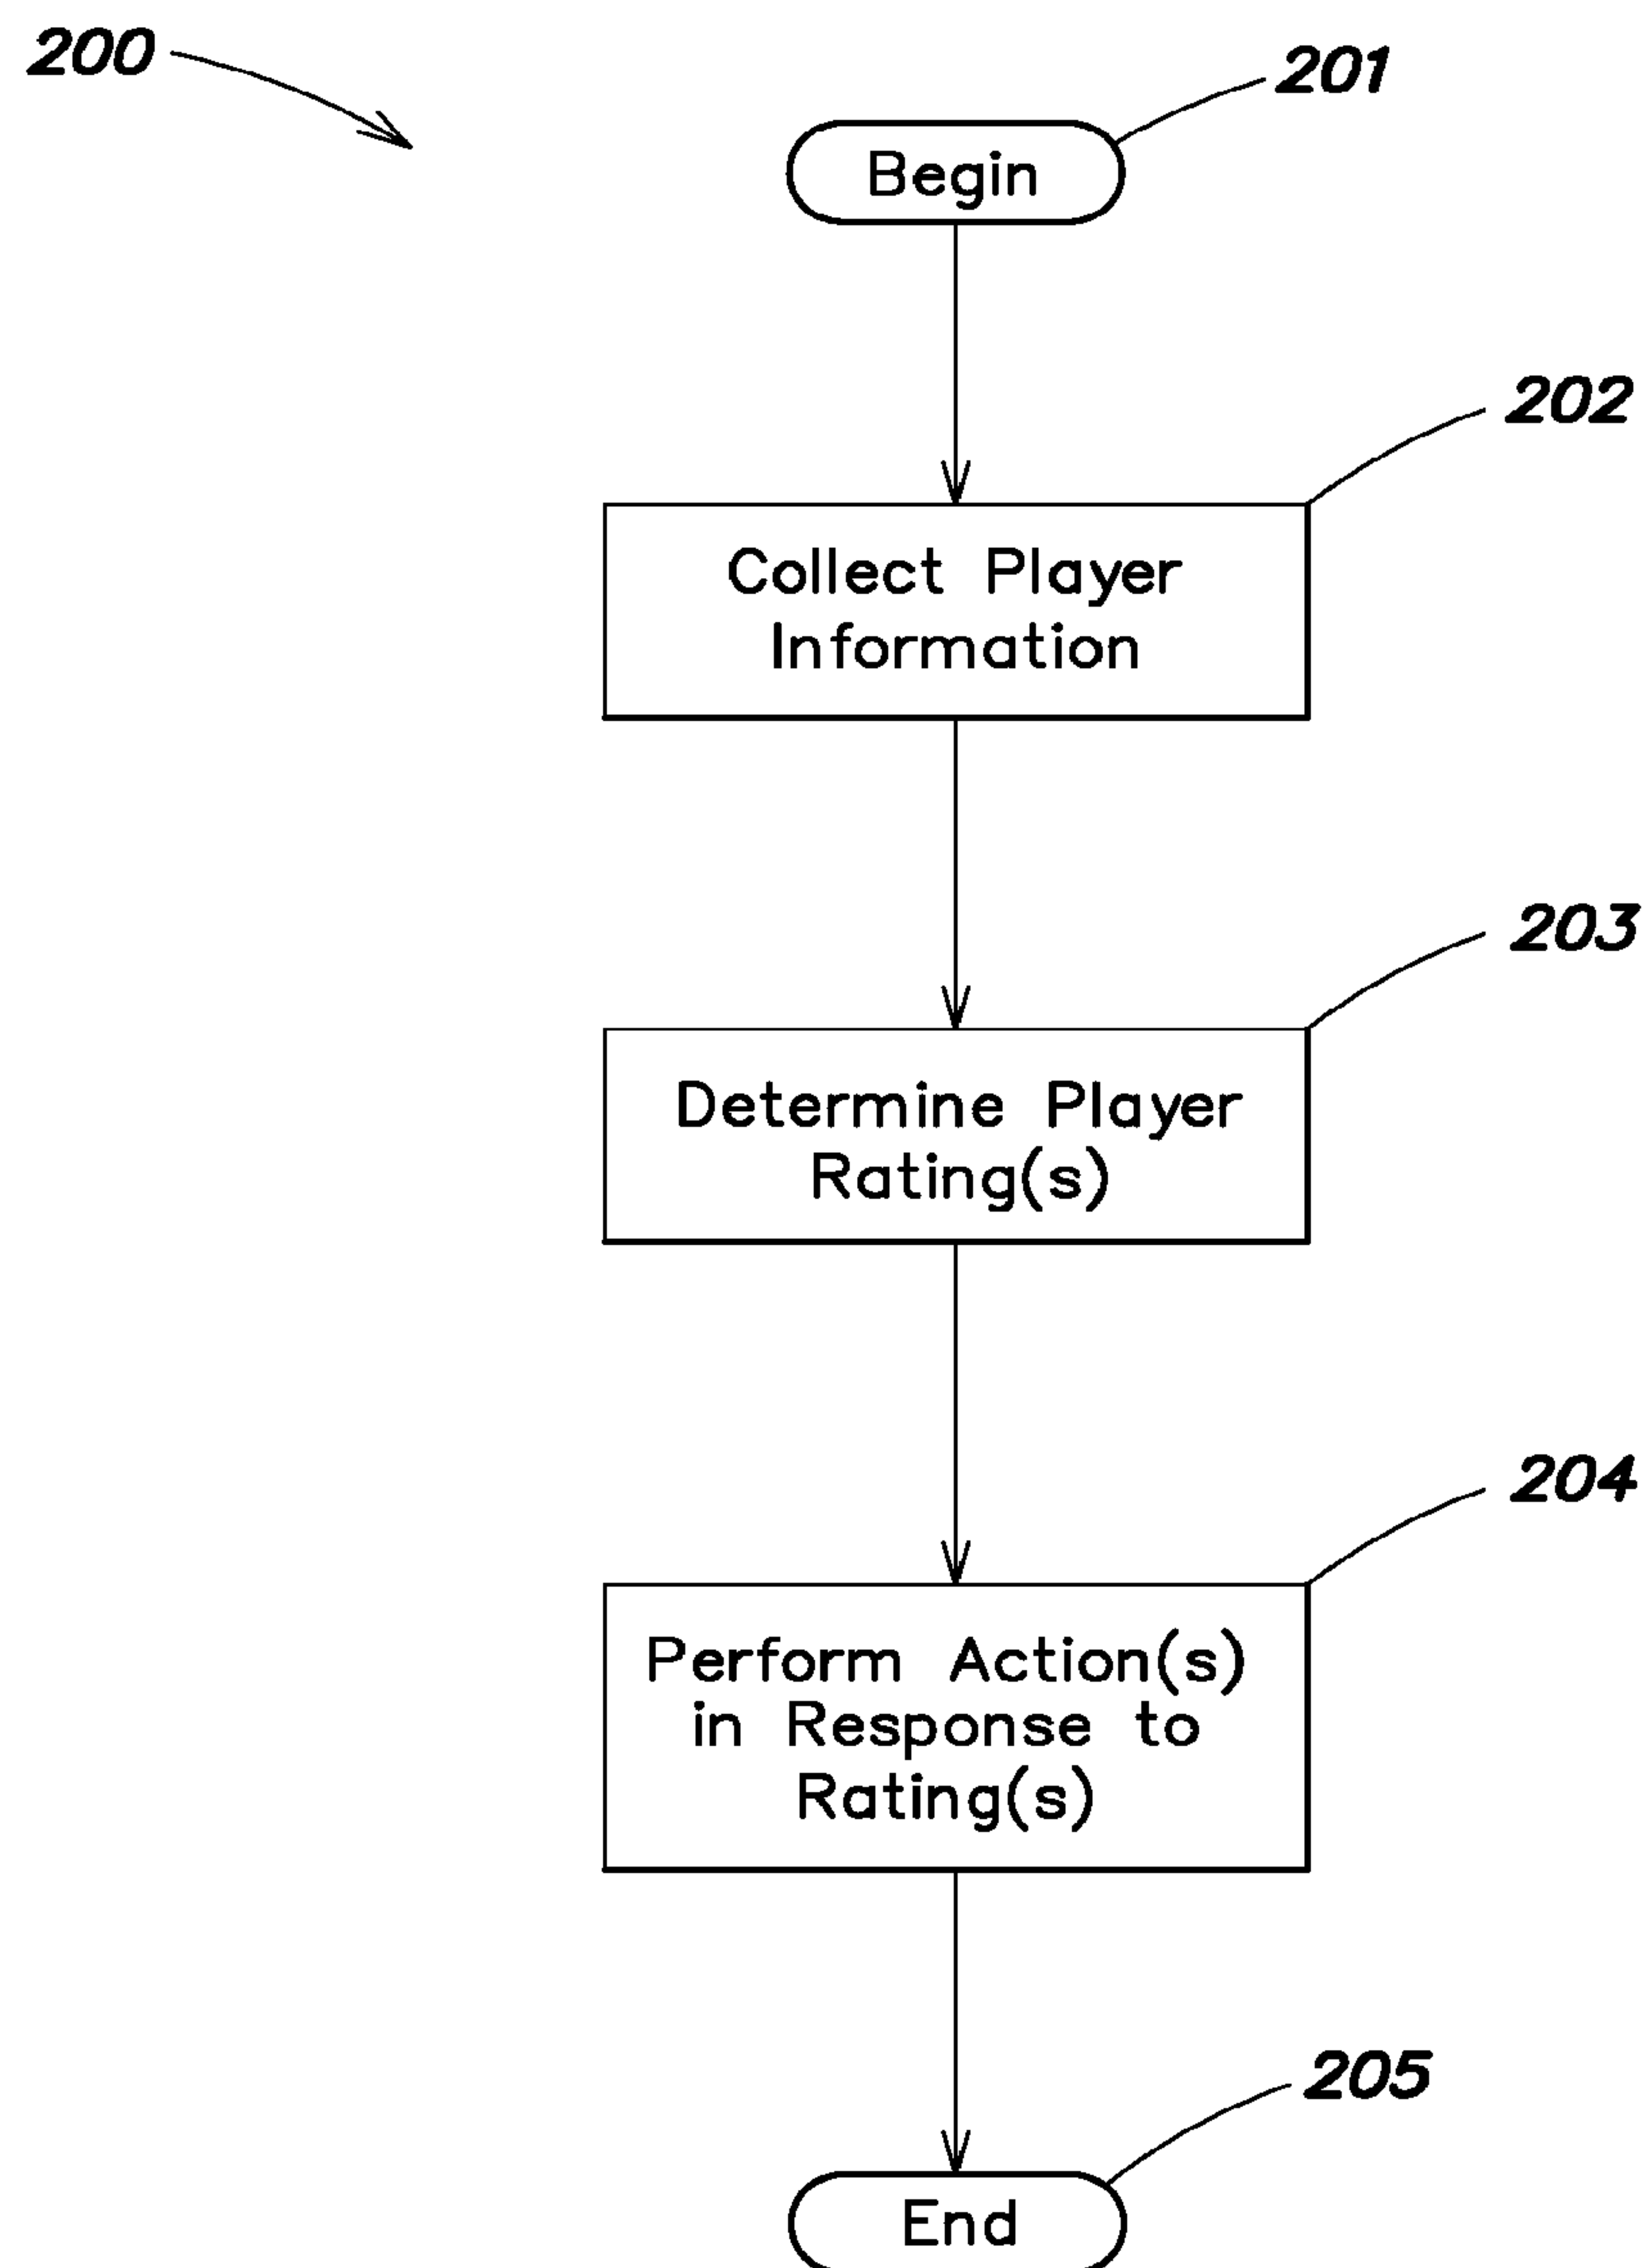 200
201
Begin
202
Collect Player
Information
203
Determine Player
Rating(s)
204
Perform Action(s)
in Response to
Rating(s)
205
End